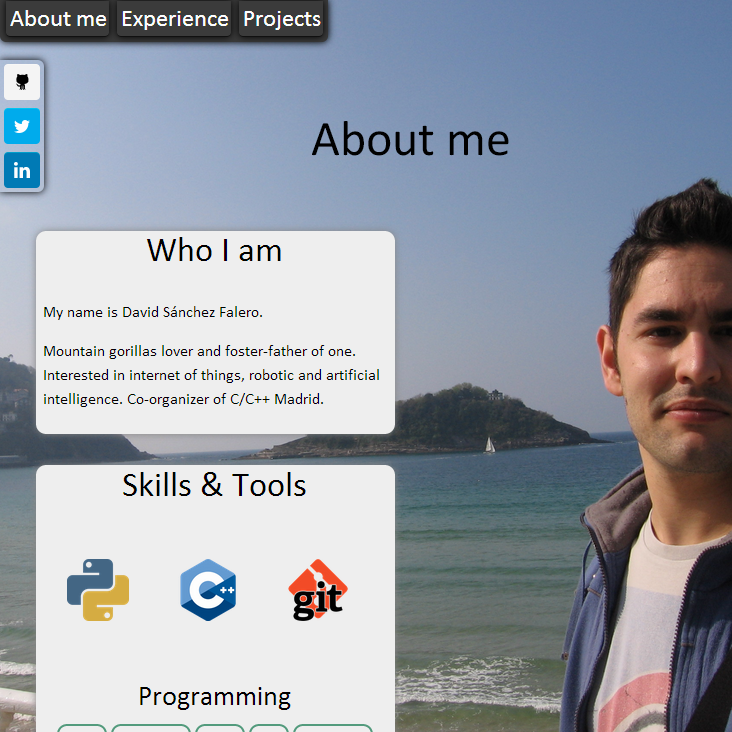 About me Experience Projects
in
About me
Who I am
My name is David Sánchez Falero.
Mountain gorillas lover and foster-father of one.
Interested in internet of things, robotic and artificial
intelligence. Co-organizer of C/C++ Madrid.
Skills & Tools
C++ git
Programming